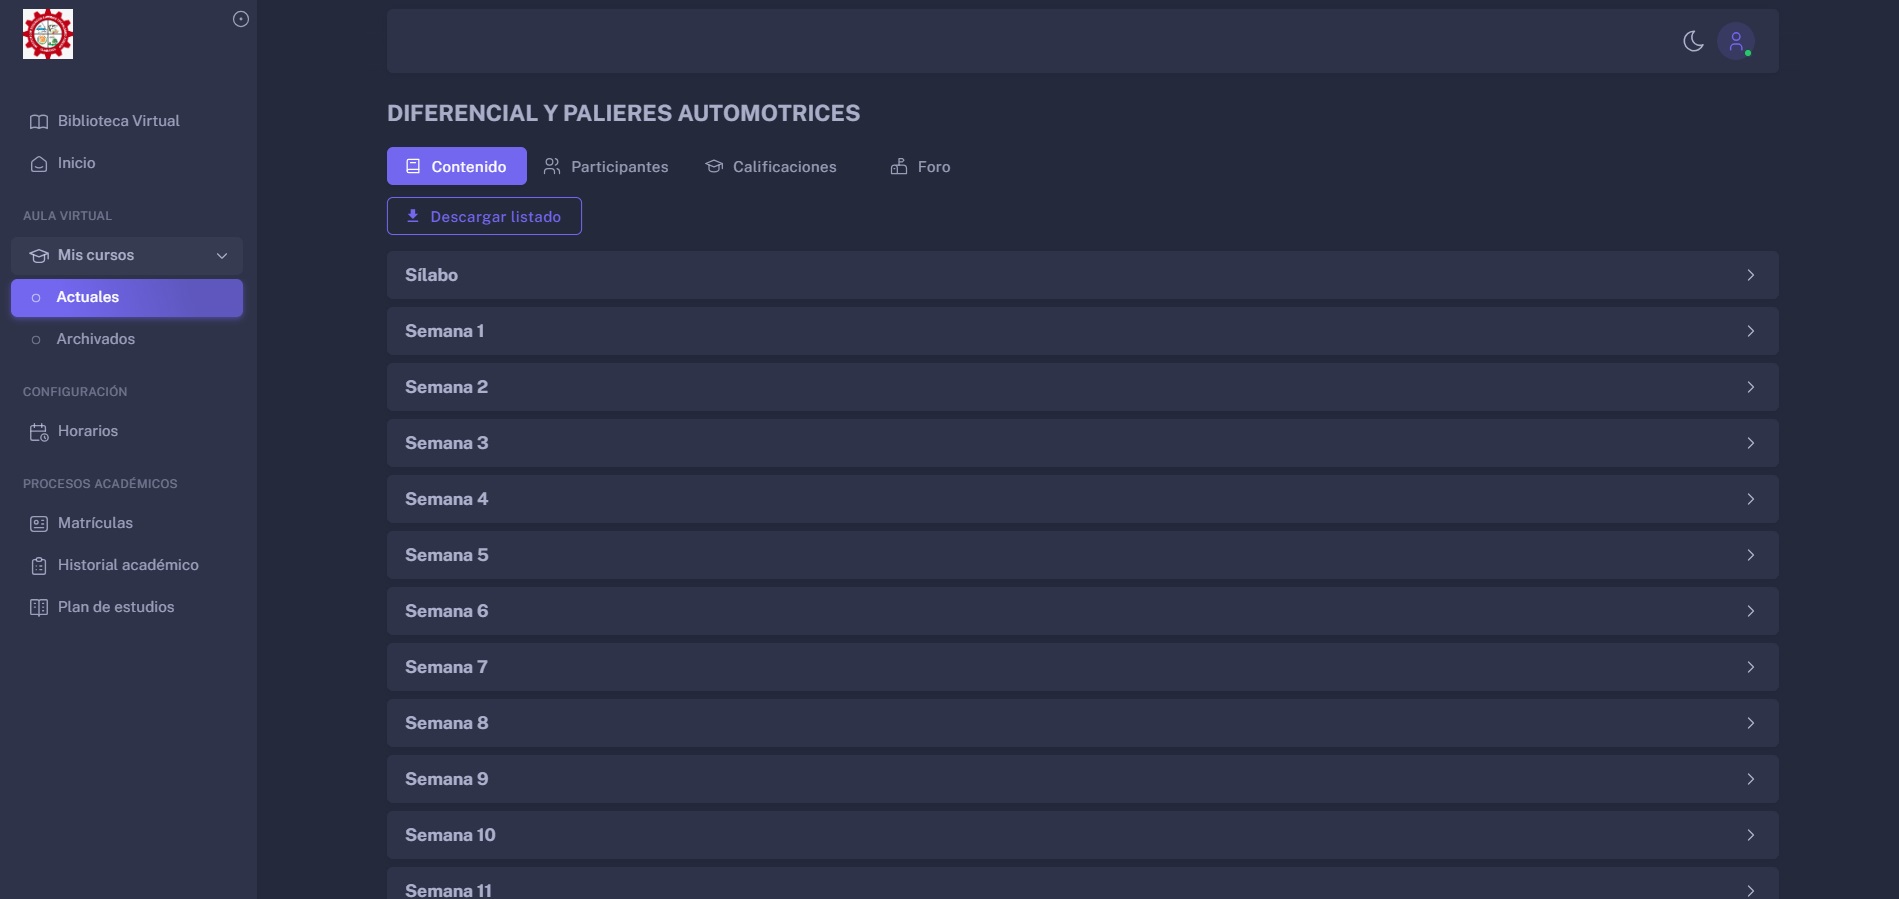 Biblioteca Virtual
Inicio
AULA VIRTUAL
Mis cursos
Actuales
Archivados
CONFIGURACIÓN
Horarios
PROCESOS ACADÉMICOS
Matrículas
Historial académico
Plan de estudios
DIFERENCIAL Y PALIERES AUTOMOTRICES
Contenido Participantes Calificaciones Foro
Descargar listado
Sílabo
Semana 1
Semana 2
Semana 3
Semana 4
Semana 5
Semana 6
Semana 7
Semana 8
Semana 9
Semana 10
Semana 11